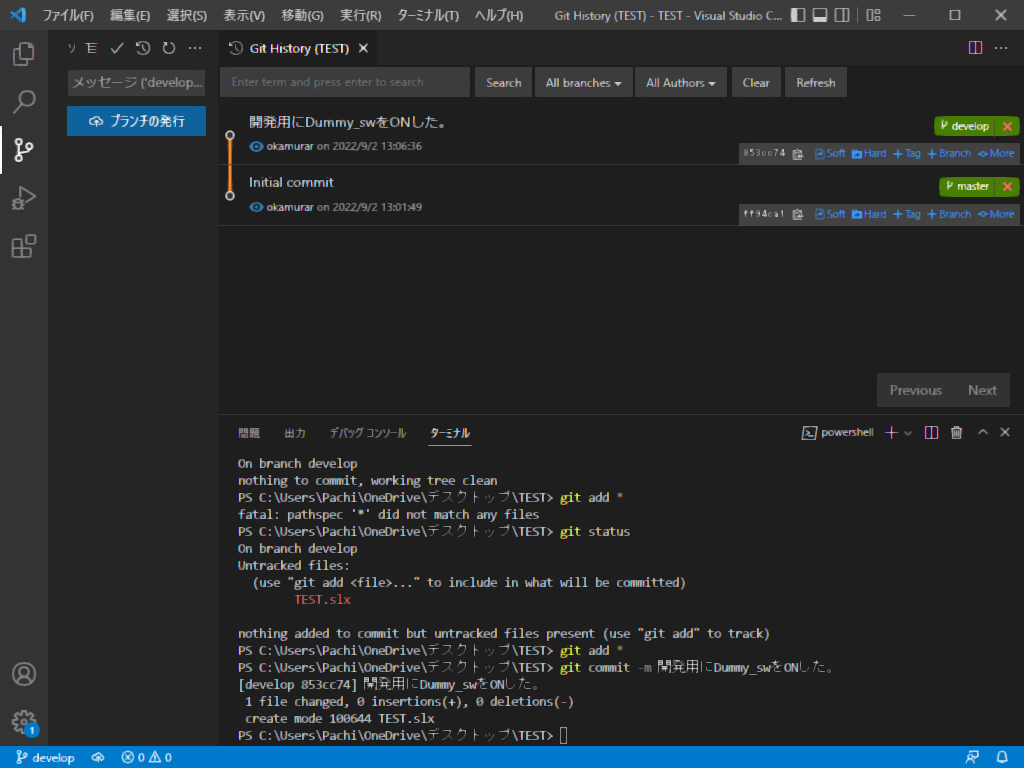 ファイル(F) 編集(E) 選択(S) 表示(V) 移動(G) 実行(R) ターミナル(T) ヘルプ(H) Git History (TEST) - TEST - Visual Studio C...
Git History (TEST)
メッセージ ('develop...
ブランチの発行
Enter term and press enter to search Search All branches All Authors Clear Refresh
開発用にDummy_swをONした。
develop
okamurar on 2022/9/2 13:06:36
853cc74 Soft Hard +Tag +Branch More
Initial commit
master
okamurar on 2022/9/2 13:01:49
Soft Hard +Tag +Branch More
Previous Next
問題 出力 デバッグ コンソール ターミナル powershell
On branch develop
nothing to commit, working tree clean
PS C:\Users\Pachi\OneDrive\デスクトップ\TEST> git add *
fatal: pathspec '*' did not match any files
PS C:\Users\Pachi\OneDrive\デスクトップ\TEST> git status
On branch develop
Untracked files:
(use "git add <file>..." to include in what will be committed)
TEST.slx
nothing added to commit but untracked files present (use "git add" to track)
PS C:\Users\Pachi\OneDrive\デスクトップ\TEST> git add *
PS C:\Users\Pachi\OneDrive\デスクトップ\TEST> git commit -m 開発用にDummy_swをONした。
[develop 853cc74] 開発用にDummy_swをONした。
1 file changed, 0 insertions(+), 0 deletions(-)
create mode 100644 TEST.slx
PS C:\Users\Pachi\OneDrive\デスクトップ\TEST>
1
develop 0 0